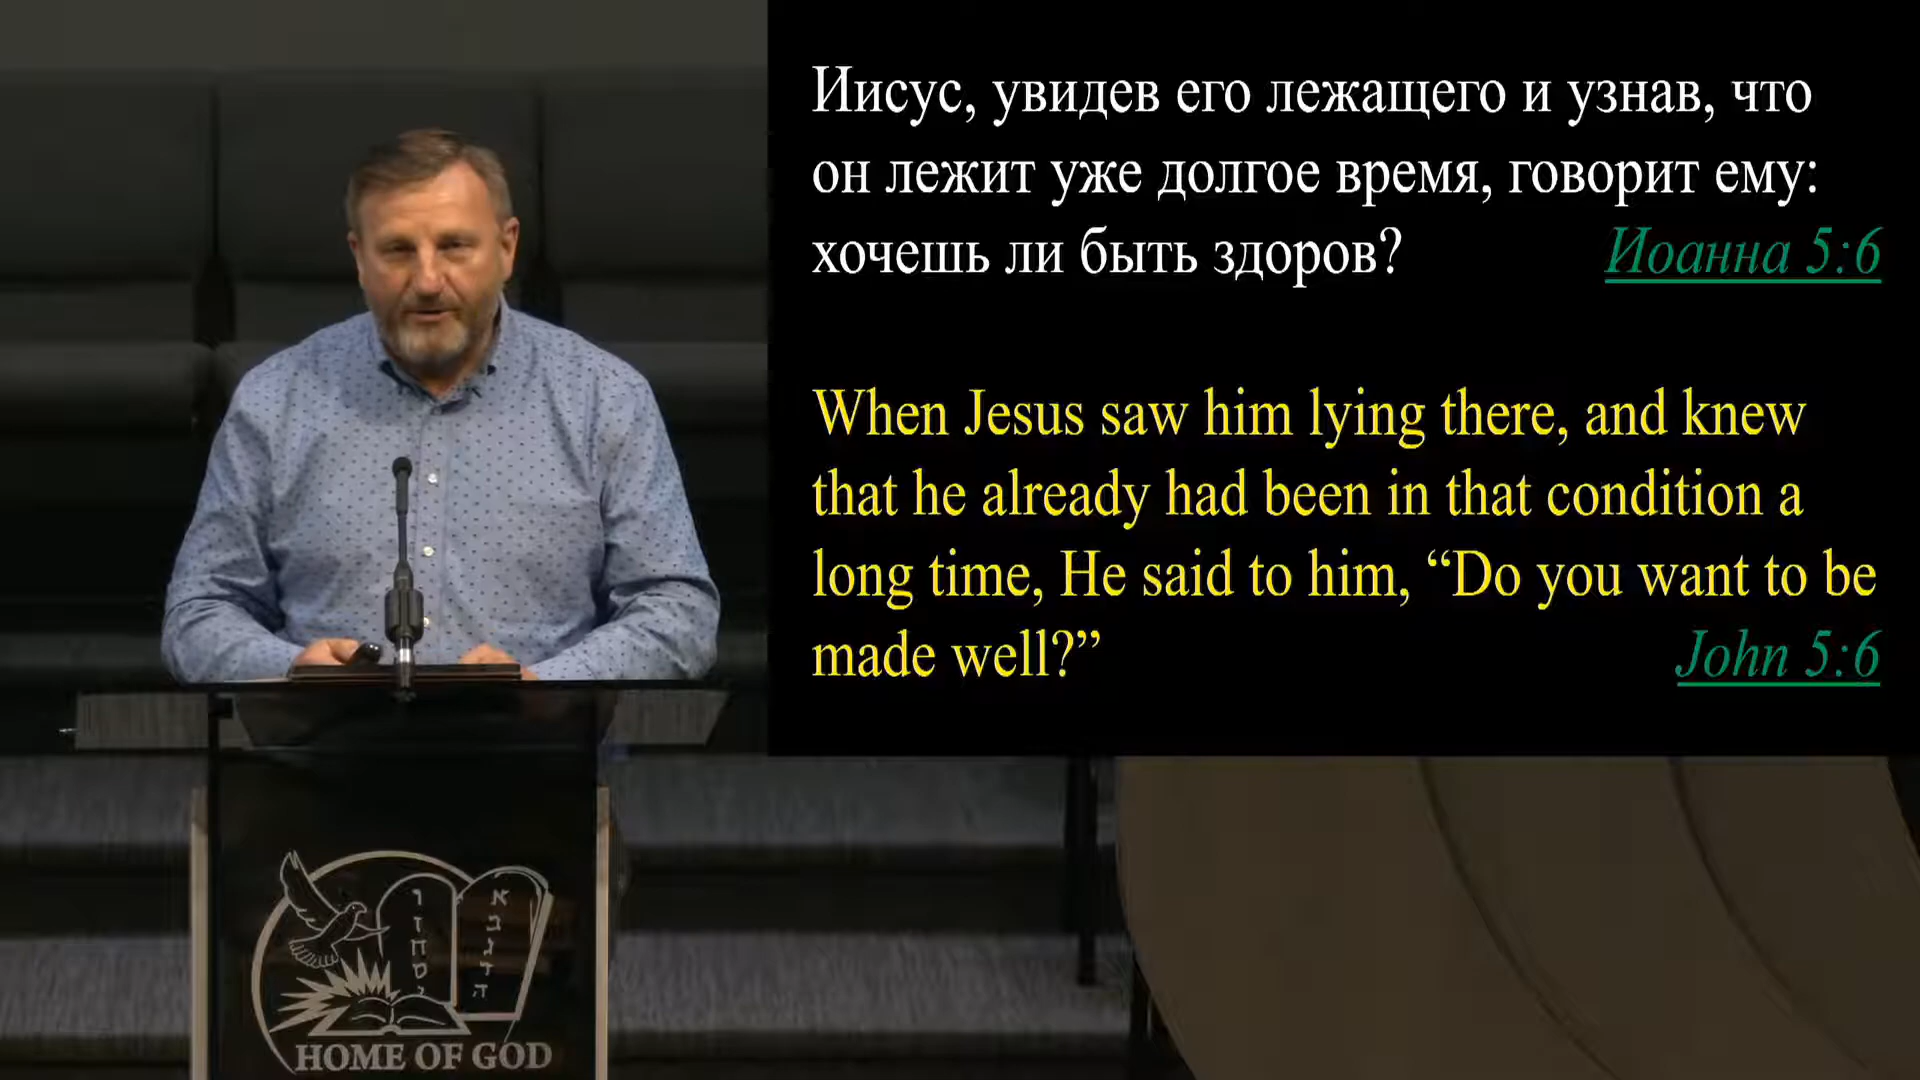 Иисус, увидев его лежащего и узнав, что
он лежит уже долгое время, говорит ему:
хочешь ли быть здоров? Иоанна 5:6
When Jesus saw him lying there, and knew
that he already had been in that condition a
long time, He said to him, “Do you want to be
made well?” John 5:6
ו א
ז ב
ח ג
ט ד
י ה
HOME OF GOD